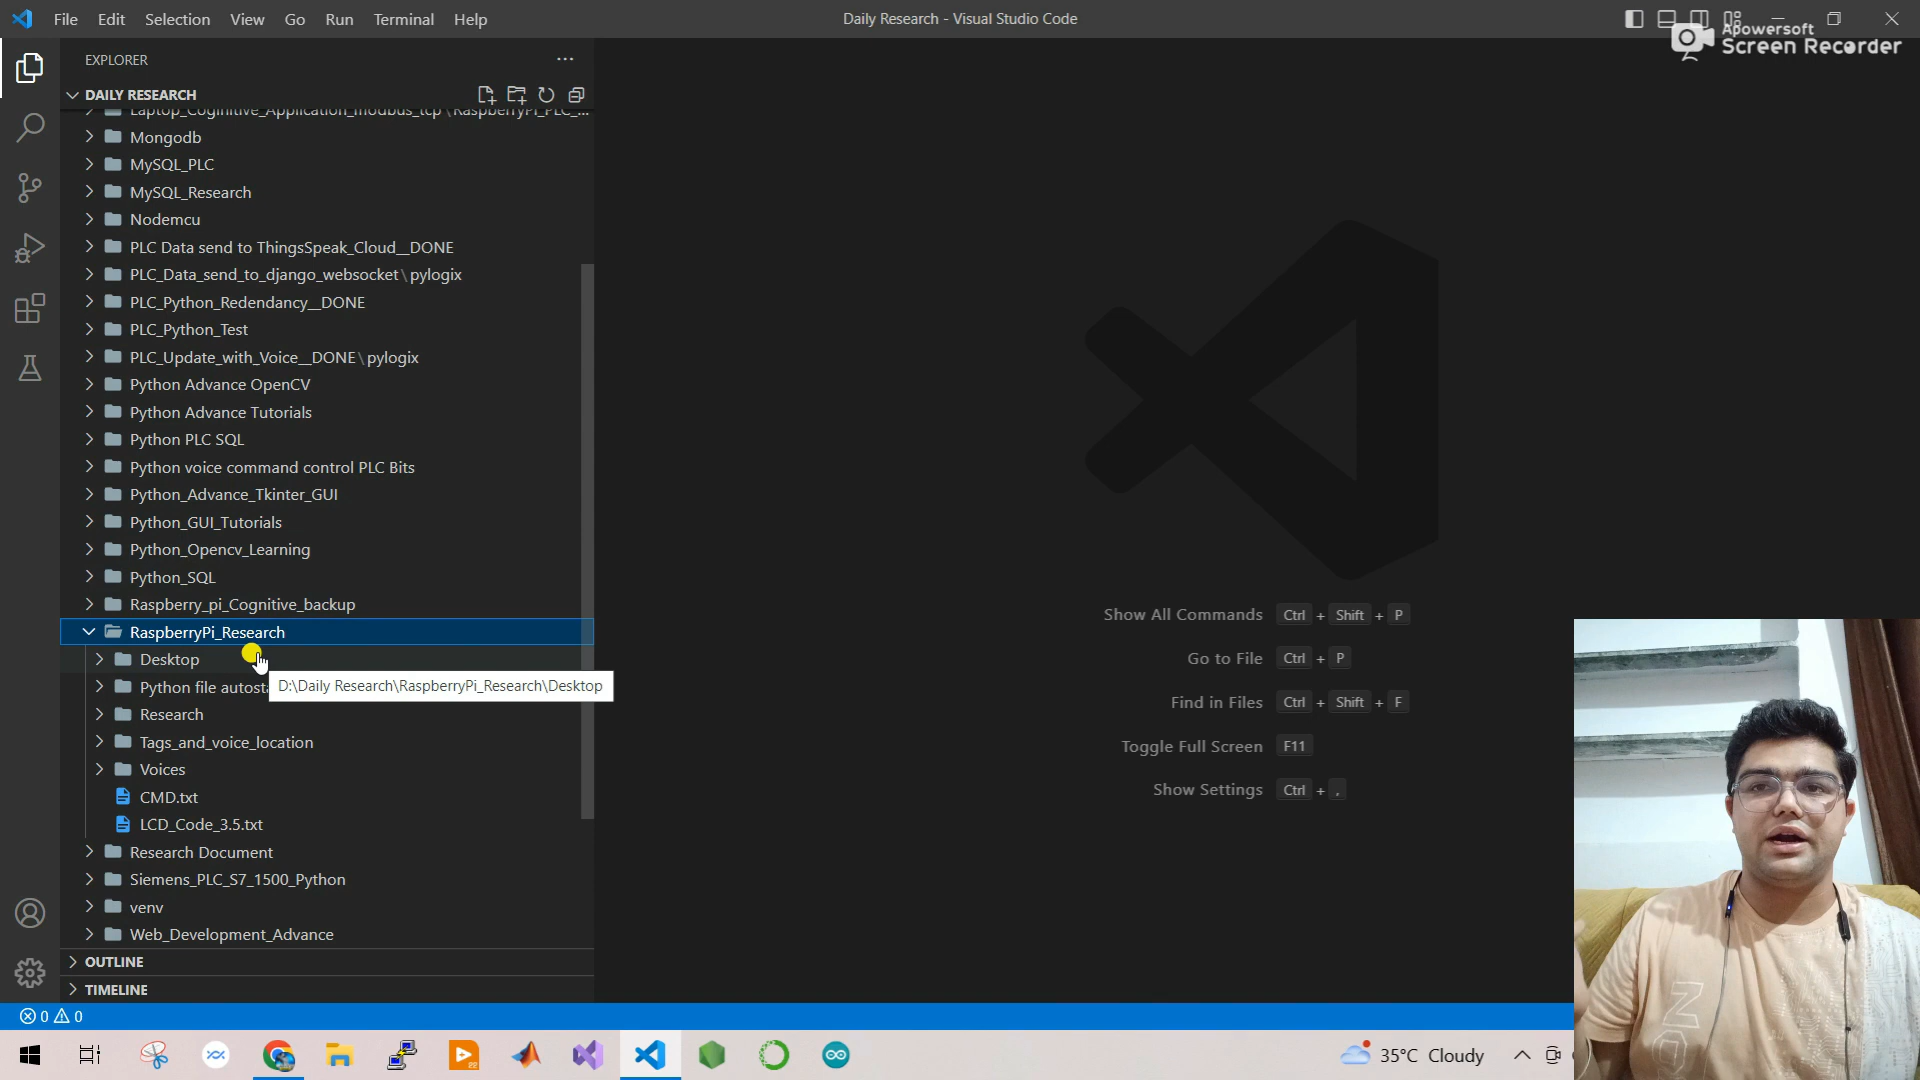 File Edit Selection View Go Run Terminal Help
Daily Research - Visual Studio Code
Apowersoft
Screen Recorder
EXPLORER
DAILY RESEARCH
Laptop_Coginitive_Application_modbus_tcp \ RaspberryPi_PLC_...
Mongodb
MySQL_PLC
MySQL_Research
Nodemcu
PLC Data send to ThingsSpeak_Cloud__DONE
PLC_Data_send_to_django_websocket \ pylogix
PLC_Python_Redendancy__DONE
PLC_Python_Test
PLC_Update_with_Voice__DONE \ pylogix
Python Advance OpenCV
Python Advance Tutorials
Python PLC SQL
Python voice command control PLC Bits
Python_Advance_Tkinter_GUI
Python_GUI_Tutorials
Python_Opencv_Learning
Python_SQL
Raspberry_pi_Cognitive_backup
RaspberryPi_Research
Desktop
Python file autosta
D:\Daily Research\RaspberryPi_Research\Desktop
Research
Tags_and_voice_location
Voices
CMD.txt
LCD_Code_3.5.txt
Research Document
Siemens_PLC_S7_1500_Python
venv
Web_Development_Advance
OUTLINE
TIMELINE
Show All Commands Ctrl + Shift + P
Go to File Ctrl + P
Find in Files Ctrl + Shift + F
Toggle Full Screen F11
Show Settings Ctrl + ,
0 0
35°C Cloudy